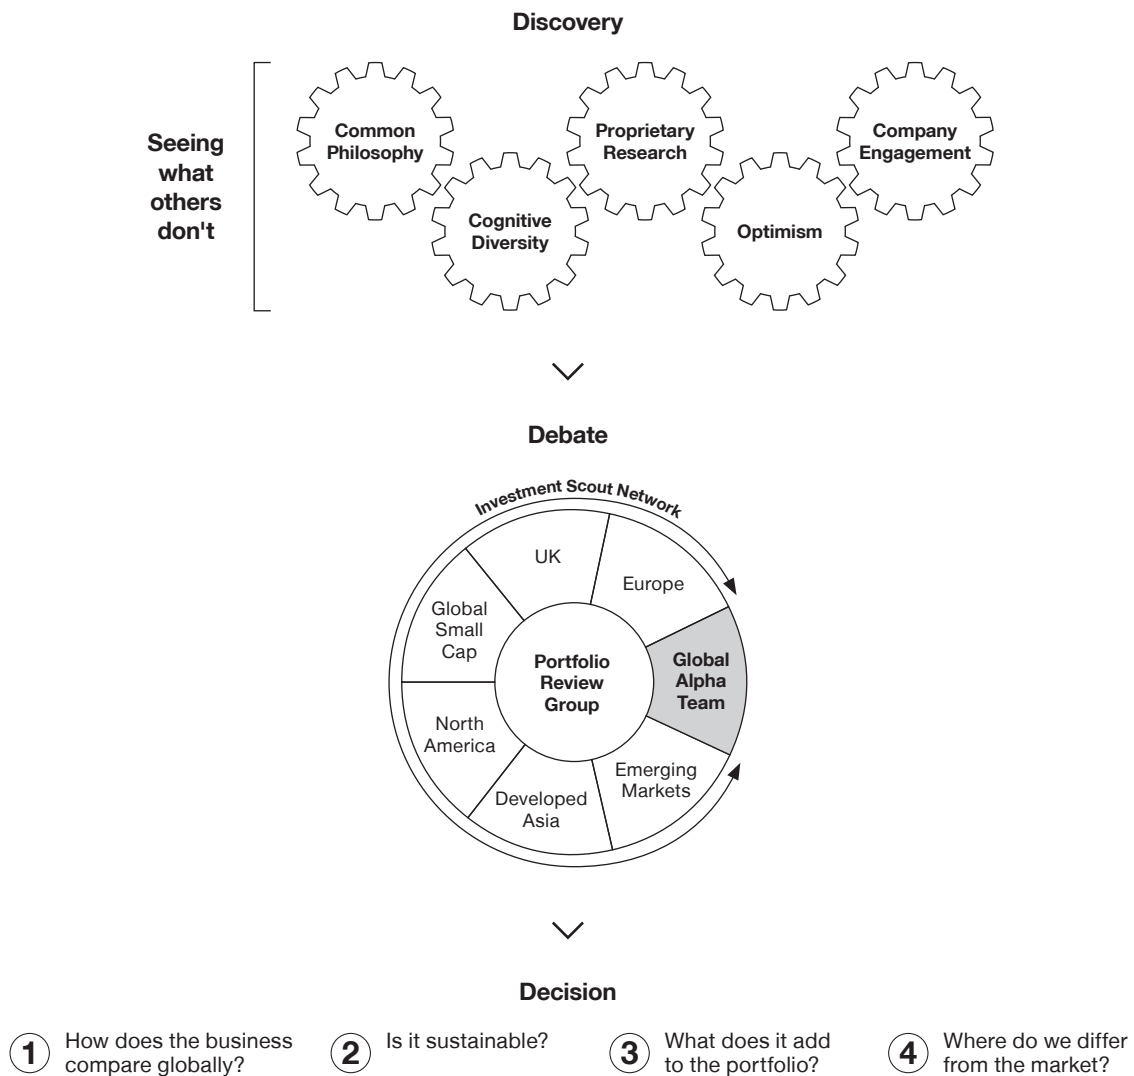 Discovery
Seeing
what
others
don't
Common
Philosophy
Cognitive
Diversity
Proprietary
Research
Optimism
Company
Engagement
Debate
Investment Scout Network
UK
Europe
Global
Small
Cap
Portfolio
Review
Group
Global
Alpha
Team
North
America
Developed
Asia
Emerging
Markets
Decision
1
How does the business
compare globally?
2
Is it sustainable?
3
What does it add
to the portfolio?
4
Where do we differ
from the market?